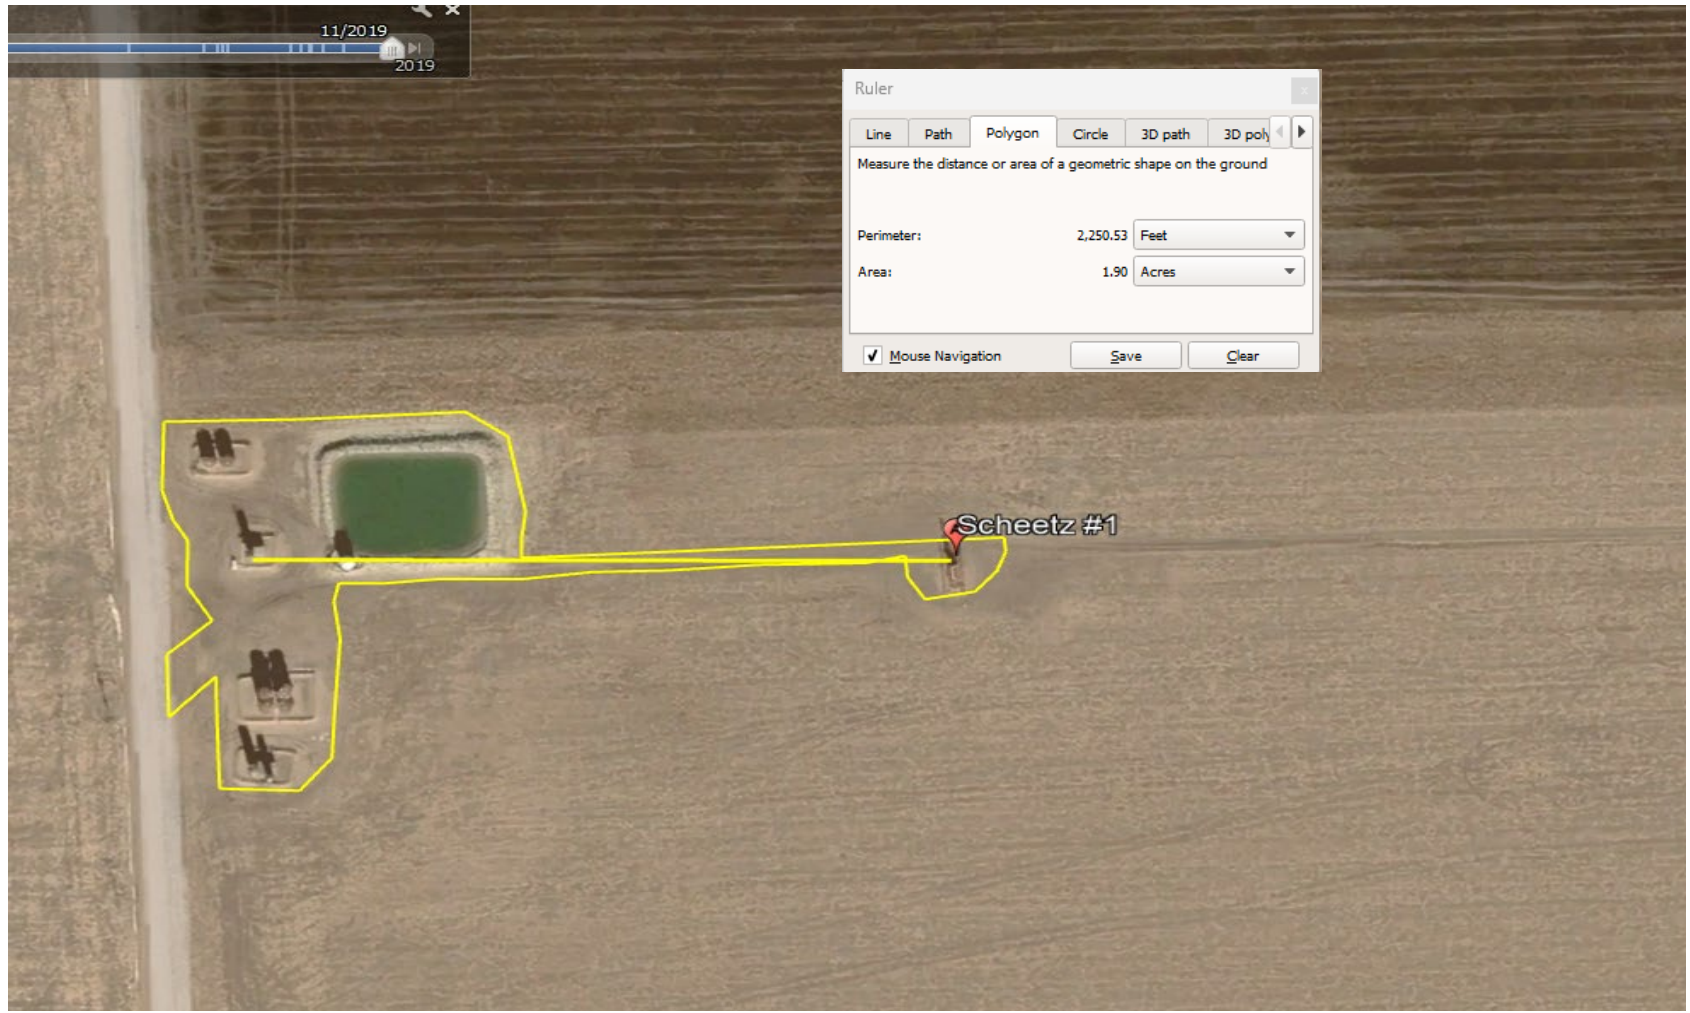 11/2019
2019
Ruler
Line Path Polygon Circle 3D path 3D poly
Measure the distance or area of a geometric shape on the ground
Perimeter: 2,250.53 Feet
Area: 1.90 Acres
Mouse Navigation Save Clear
Scheetz #1